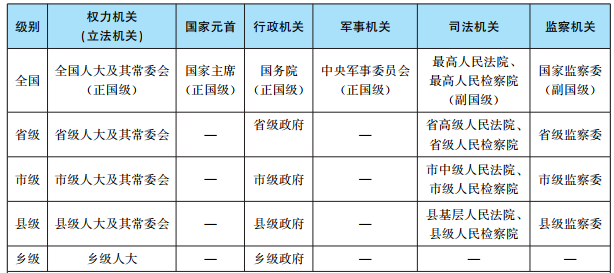 级别 权力机关 国家元首 行政机关 军事机关 司法机关 监察机关
(立法机关)
全国 全国人大及其常委会 国家主席 国务院 中央军事委员会 最高人民法院、 国家监察委
(正国级) (正国级) (正国级) (正国级) 最高人民检察院 (副国级)
(副国级)
省级 省级人大及其常委会 — 省级政府 — 省高级人民法院、 省级监察委
省级人民检察院
市级 市级人大及其常委会 — 市级政府 — 市中级人民法院、 市级监察委
市级人民检察院
县级 县级人大及其常委会 — 县级政府 — 县基层人民法院、 县级监察委
县级人民检察院
乡级 乡级人大 — 乡级政府 — — —